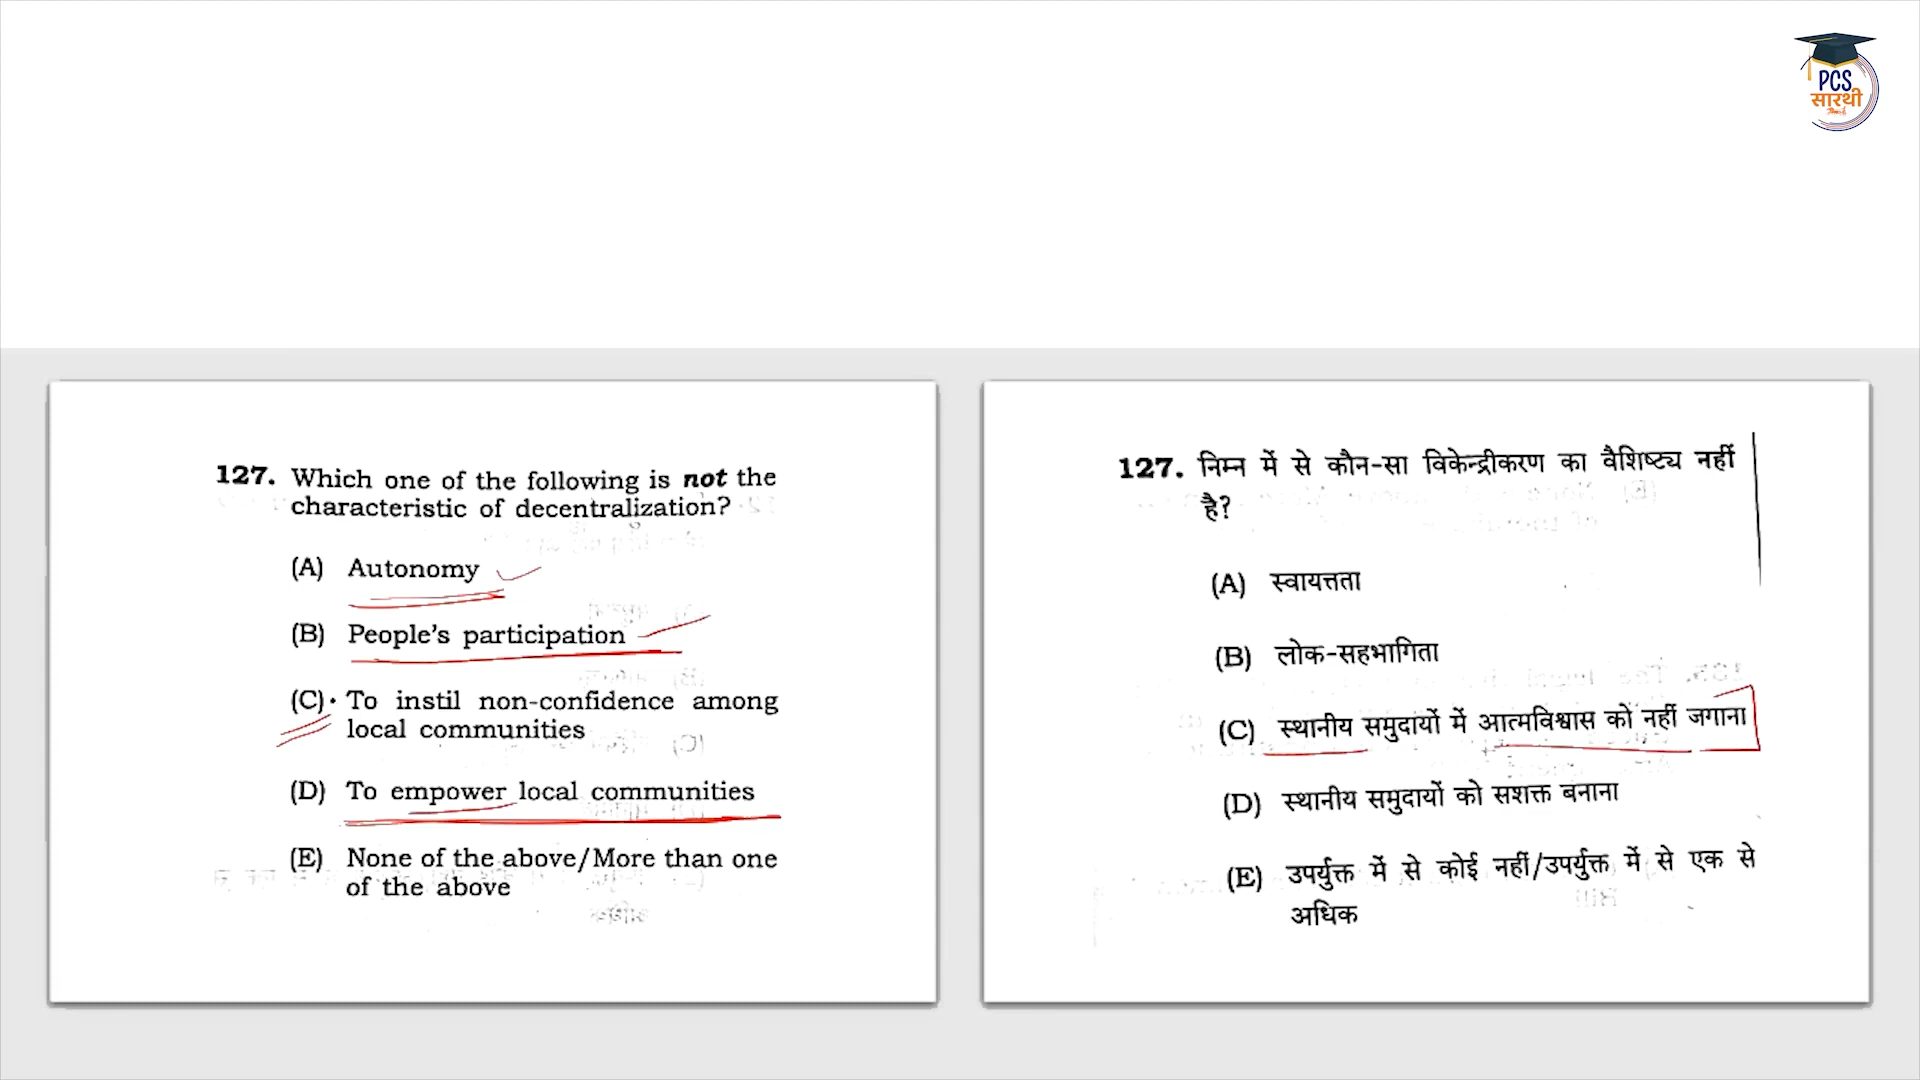 PCS
सारथी
127. Which one of the following is not the
characteristic of decentralization?
(A) Autonomy
(B) People's participation
(C) To instil non-confidence among
local communities
(D) To empower local communities
(E) None of the above/More than one
of the above
127. निम्न में से कौन-सा विकेन्द्रीकरण का वैशिष्ट्य नहीं
है?
(A) स्वायत्तता
(B) लोक-सहभागिता
(C) स्थानीय समुदायों में आत्मविश्वास को नहीं जगाना
(D) स्थानीय समुदायों को सशक्त बनाना
(E) उपर्युक्त में से कोई नहीं/उपर्युक्त में से एक से
अधिक